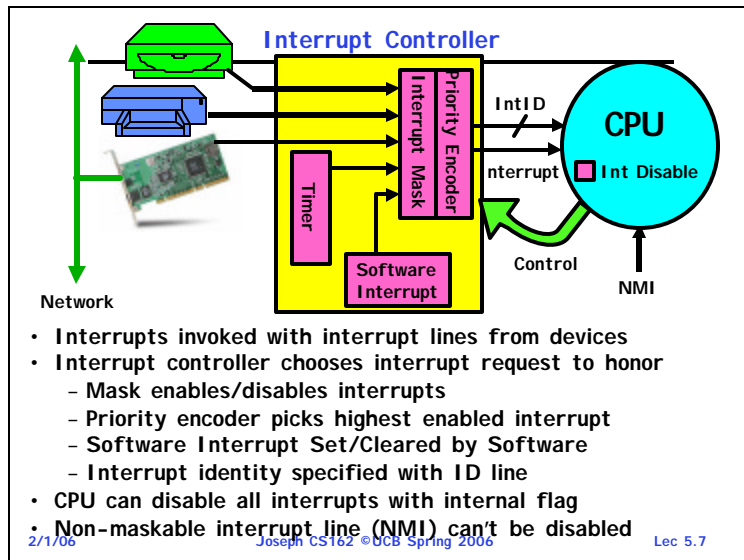 Interrupt Controller
Interrupt Mask
Priority Encoder
IntID
CPU
Int Disable
nterrupt
Timer
Software
Interrupt
Control
NMI
Network
• Interrupts invoked with interrupt lines from devices
• Interrupt controller chooses interrupt request to honor
– Mask enables/disables interrupts
– Priority encoder picks highest enabled interrupt
– Software Interrupt Set/Cleared by Software
– Interrupt identity specified with ID line
• CPU can disable all interrupts with internal flag
• Non-maskable interrupt line (NMI) can't be disabled
2/1/06 Joseph CS162 ©UCB Spring 2006 Lec 5.7